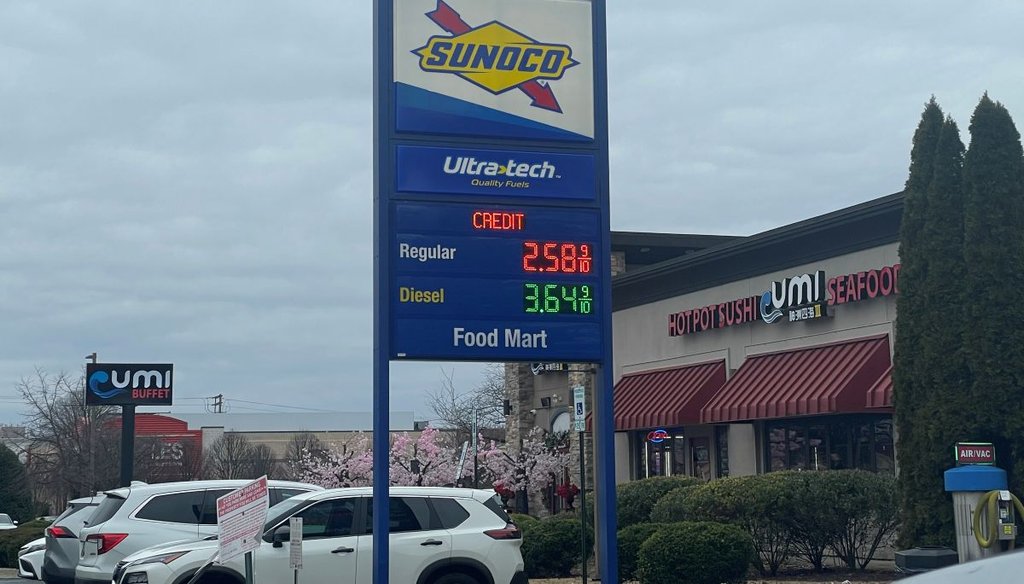 SUNOCO
Ultra tech
Quality Fuels
CREDIT
Regular 2.58 9/10
Diesel 3.64 9/10
Food Mart
HOTPOT SUSHI UMI SEAFOOD
UMI
BUFFET
AIR/VAC